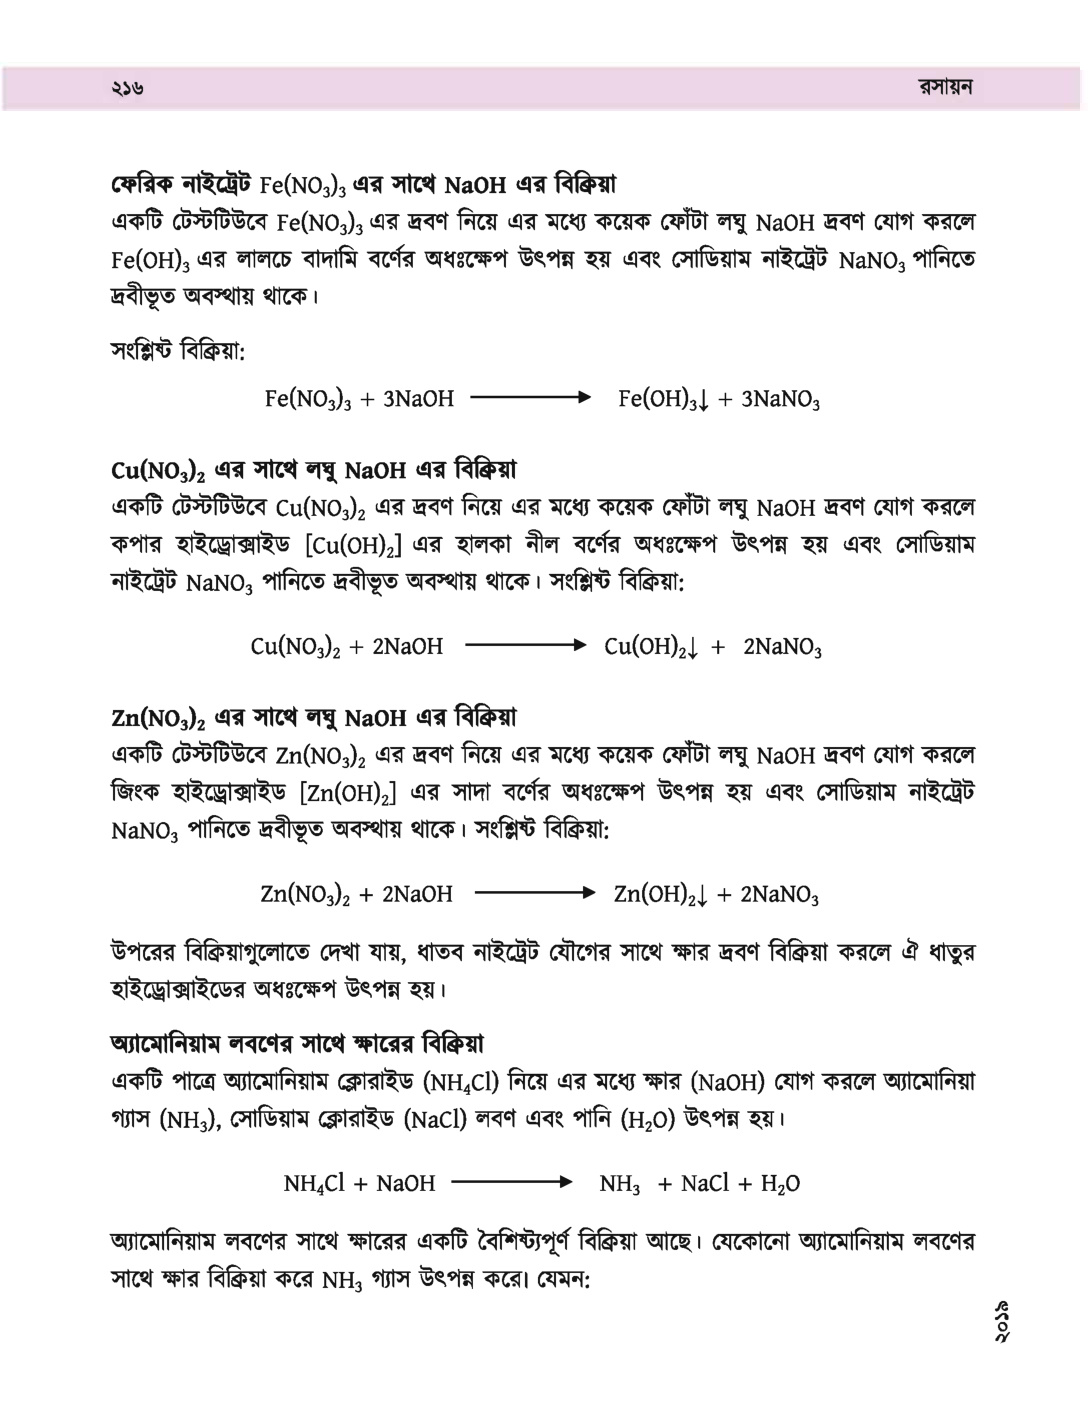 ২১৬ রসায়ন
ফেরিক নাইট্রেট Fe(NO₃)₃ এর সাথে NaOH এর বিক্রিয়া
একটি টেস্টটিউবে Fe(NO₃)₃ এর দ্রবণ নিয়ে এর মধ্যে কয়েক ফোঁটা লঘু NaOH দ্রবণ যোগ করলে
Fe(OH)₃ এর লালচে বাদামি বর্ণের অধঃক্ষেপ উৎপন্ন হয় এবং সোডিয়াম নাইট্রেট NaNO₃ পানিতে
দ্রবীভূত অবস্থায় থাকে।
সংশ্লিষ্ট বিক্রিয়া:
Fe(NO₃)₃ + 3NaOH ⟶ Fe(OH)₃↓ + 3NaNO₃
Cu(NO₃)₂ এর সাথে লঘু NaOH এর বিক্রিয়া
একটি টেস্টটিউবে Cu(NO₃)₂ এর দ্রবণ নিয়ে এর মধ্যে কয়েক ফোঁটা লঘু NaOH দ্রবণ যোগ করলে
কপার হাইড্রোক্সাইড [Cu(OH)₂] এর হালকা নীল বর্ণের অধঃক্ষেপ উৎপন্ন হয় এবং সোডিয়াম
নাইট্রেট NaNO₃ পানিতে দ্রবীভূত অবস্থায় থাকে। সংশ্লিষ্ট বিক্রিয়া:
Cu(NO₃)₂ + 2NaOH ⟶ Cu(OH)₂↓ + 2NaNO₃
Zn(NO₃)₂ এর সাথে লঘু NaOH এর বিক্রিয়া
একটি টেস্টটিউবে Zn(NO₃)₂ এর দ্রবণ নিয়ে এর মধ্যে কয়েক ফোঁটা লঘু NaOH দ্রবণ যোগ করলে
জিংক হাইড্রোক্সাইড [Zn(OH)₂] এর সাদা বর্ণের অধঃক্ষেপ উৎপন্ন হয় এবং সোডিয়াম নাইট্রেট
NaNO₃ পানিতে দ্রবীভূত অবস্থায় থাকে। সংশ্লিষ্ট বিক্রিয়া:
Zn(NO₃)₂ + 2NaOH ⟶ Zn(OH)₂↓ + 2NaNO₃
উপরের বিক্রিয়াগুলোতে দেখা যায়, ধাতব নাইট্রেট যৌগের সাথে ক্ষার দ্রবণ বিক্রিয়া করলে ঐ ধাতুর
হাইড্রোক্সাইডের অধঃক্ষেপ উৎপন্ন হয়।
অ্যামোনিয়াম লবণের সাথে ক্ষারের বিক্রিয়া
একটি পাত্রে অ্যামোনিয়াম ক্লোরাইড (NH₄Cl) নিয়ে এর মধ্যে ক্ষার (NaOH) যোগ করলে অ্যামোনিয়া
গ্যাস (NH₃), সোডিয়াম ক্লোরাইড (NaCl) লবণ এবং পানি (H₂O) উৎপন্ন হয়।
NH₄Cl + NaOH ⟶ NH₃ + NaCl + H₂O
অ্যামোনিয়াম লবণের সাথে ক্ষারের একটি বৈশিষ্ট্যপূর্ণ বিক্রিয়া আছে। যেকোনো অ্যামোনিয়াম লবণের
সাথে ক্ষার বিক্রিয়া করে NH₃ গ্যাস উৎপন্ন করে। যেমন:
২০১৯